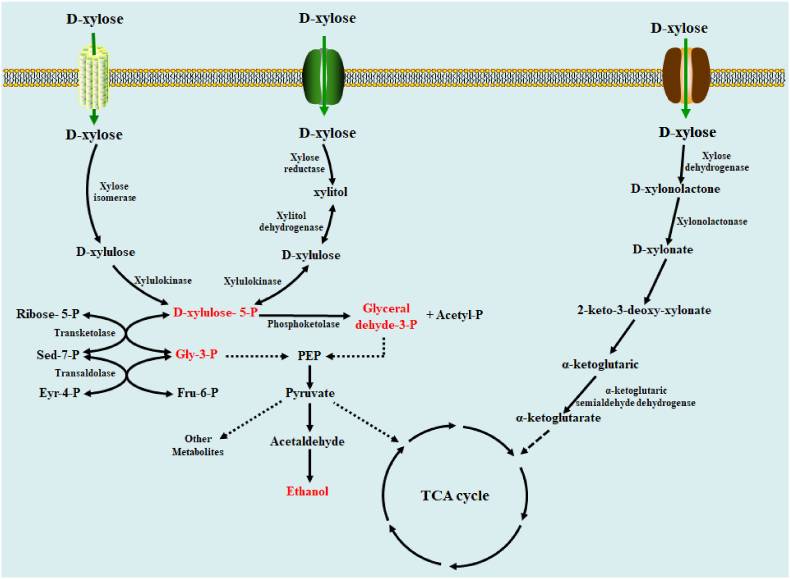 D-xylose
D-xylose
D-xylose
D-xylose
D-xylose
D-xylose
Xylose
isomerase
Xylose
reductase
Xylose
dehydrogenase
xylitol
D-xylonolactone
Xylitol
dehydrogenase
Xylonolactonase
D-xylulose
D-xylulose
D-xylonate
Xylulokinase
Xylulokinase
Ribose- 5-P
D-xylulose- 5-P
Phosphoketolase
Glyceral
dehyde-3-P
+ Acetyl-P
2-keto-3-deoxy-xylonate
Transketolase
Sed-7-P
Gly-3-P
PEP
α-ketoglutaric
Transaldolase
Eyr-4-P
Fru-6-P
Pyruvate
α-ketoglutaric
semialdehyde dehydrogense
α-ketoglutarate
Other
Metabolites
Acetaldehyde
Ethanol
TCA cycle